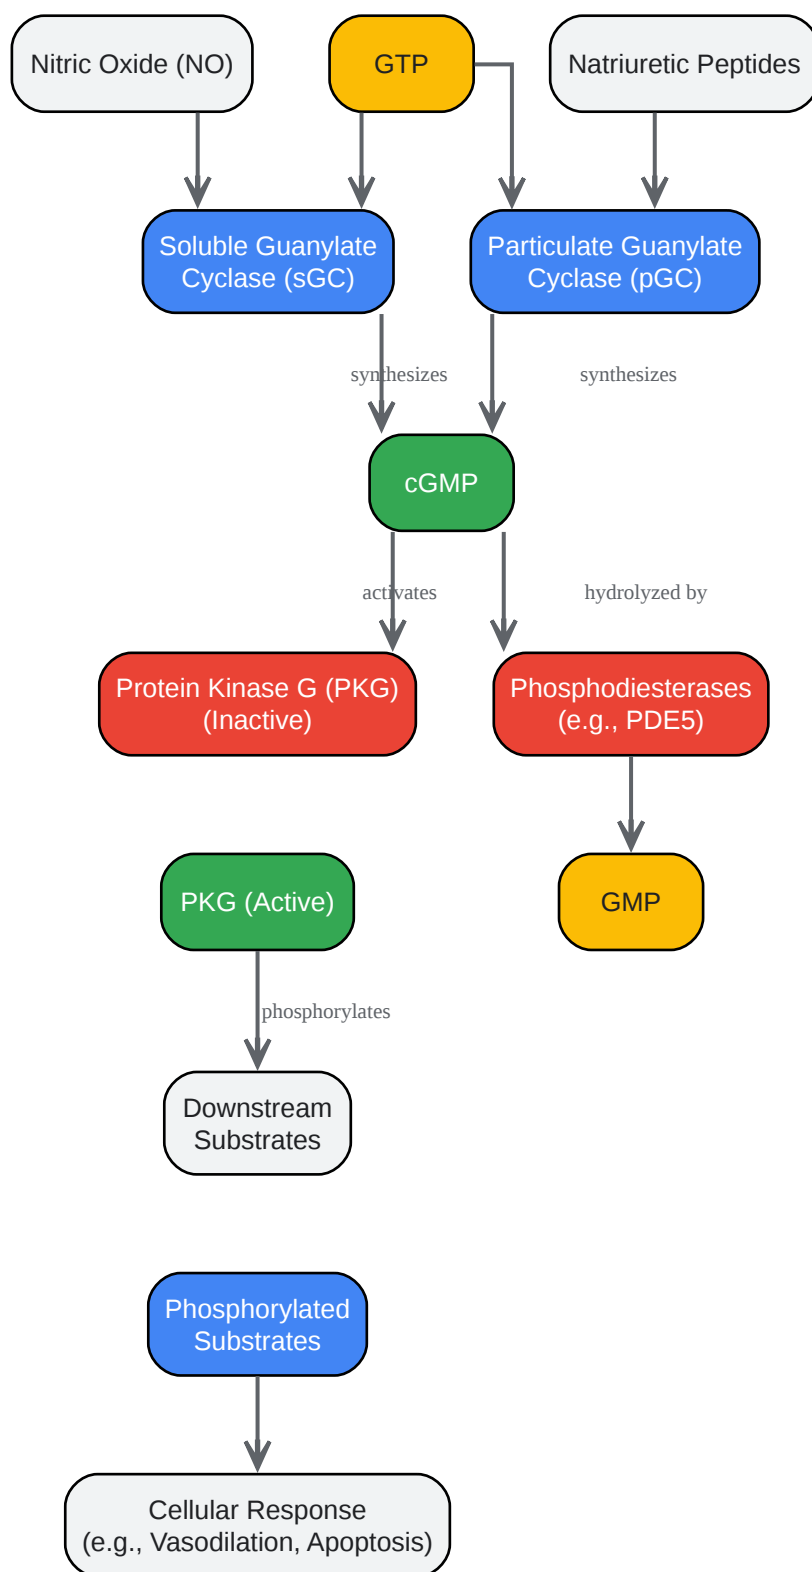 Nitric Oxide (NO)
GTP
Natriuretic Peptides
Soluble Guanylate
Cyclase (sGC)
Particulate Guanylate
Cyclase (pGC)
synthesizes
synthesizes
cGMP
activates
hydrolyzed by
Protein Kinase G (PKG)
(Inactive)
Phosphodiesterases
(e.g., PDE5)
PKG (Active)
GMP
phosphorylates
Downstream
Substrates
Phosphorylated
Substrates
Cellular Response
(e.g., Vasodilation, Apoptosis)